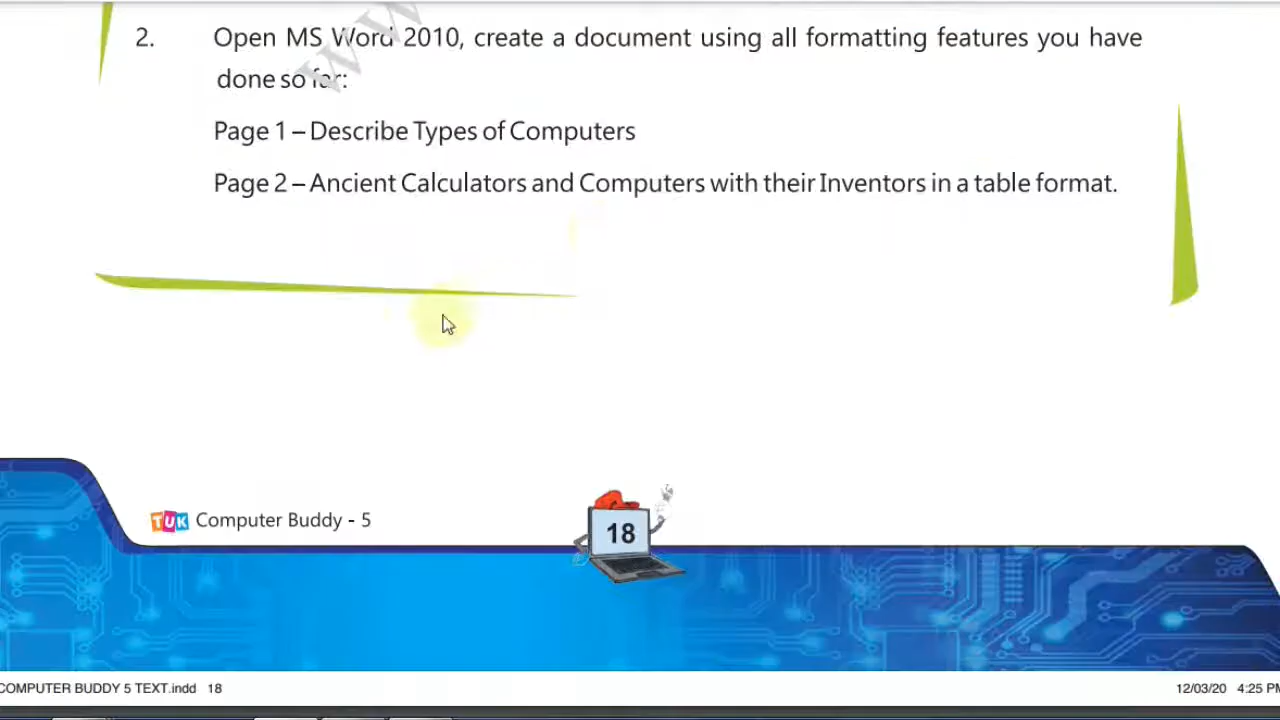 2. Open MS Word 2010, create a document using all formatting features you have
done so far:
Page 1 – Describe Types of Computers
Page 2 – Ancient Calculators and Computers with their Inventors in a table format.
TUK Computer Buddy - 5
18
COMPUTER BUDDY 5 TEXT.indd 18
12/03/20 4:25 PM
WW